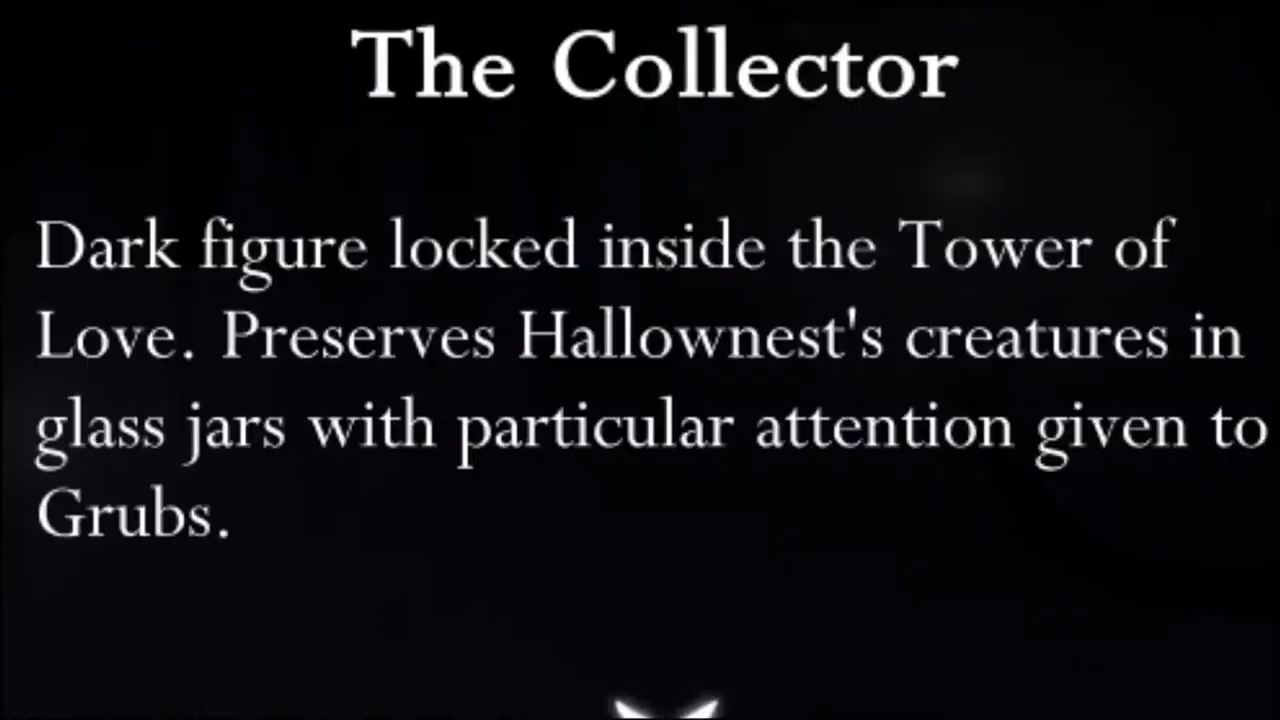 The Collector
Dark figure locked inside the Tower of
Love. Preserves Hallownest's creatures in
glass jars with particular attention given to
Grubs.